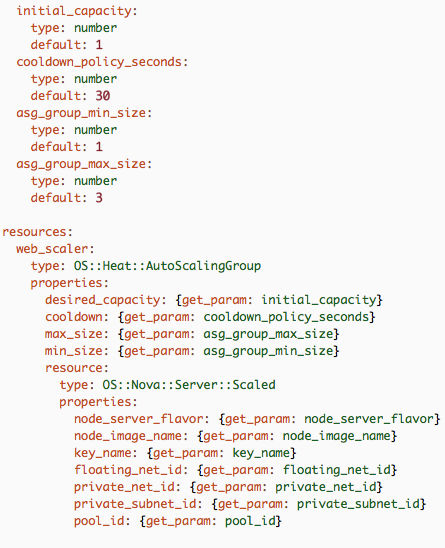 initial_capacity:
type: number
default: 1
cooldown_policy_seconds:
type: number
default: 30
asg_group_min_size:
type: number
default: 1
asg_group_max_size:
type: number
default: 3
resources:
web_scaler:
type: OS::Heat::AutoScalingGroup
properties:
desired_capacity: {get_param: initial_capacity}
cooldown: {get_param: cooldown_policy_seconds}
max_size: {get_param: asg_group_max_size}
min_size: {get_param: asg_group_min_size}
resource:
type: OS::Nova::Server::Scaled
properties:
node_server_flavor: {get_param: node_server_flavor}
node_image_name: {get_param: node_image_name}
key_name: {get_param: key_name}
floating_net_id: {get_param: floating_net_id}
private_net_id: {get_param: private_net_id}
private_subnet_id: {get_param: private_subnet_id}
pool_id: {get_param: pool_id}